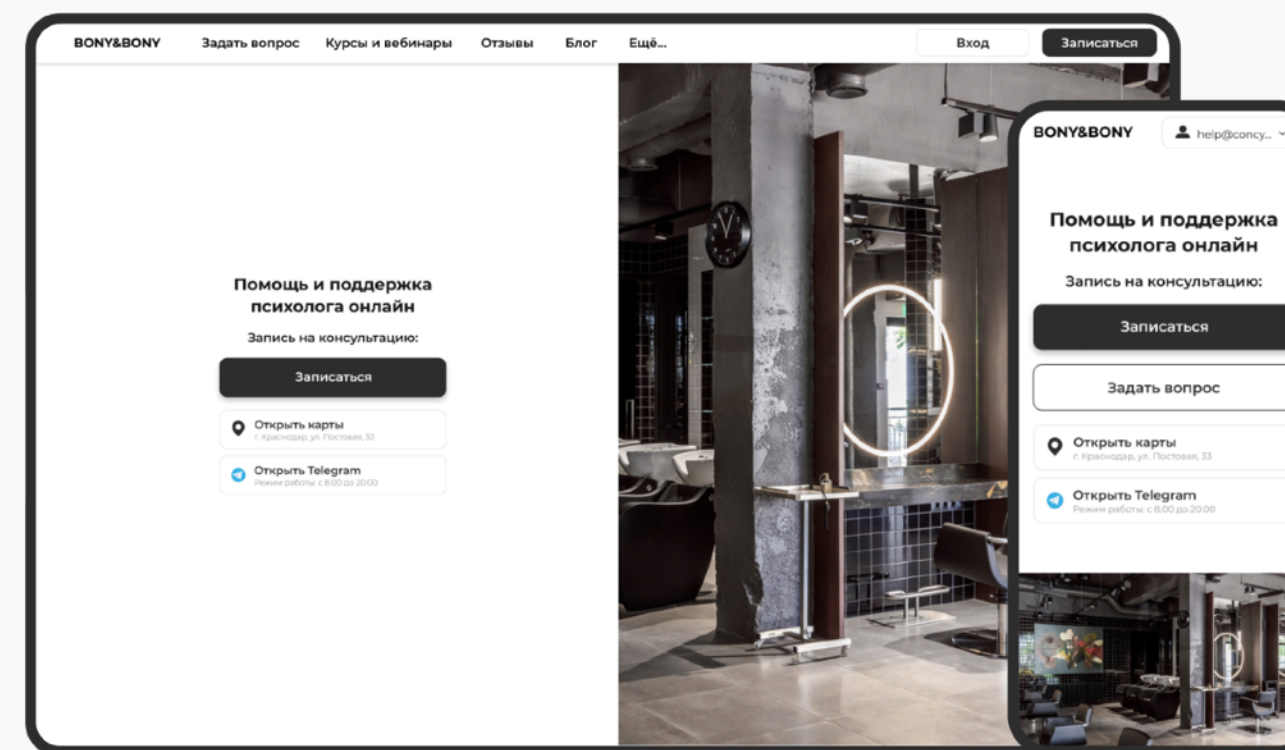 BONY&BONY
Задать вопрос
Курсы и вебинары
Отзывы
Блог
Ещё...
Вход
Записаться
Помощь и поддержка
психолога онлайн
Запись на консультацию:
Записаться
Открыть карты
г. Краснодар, ул. Постовая, 33
Открыть Telegram
Режим работы: с 8.00 до 20.00
BONY&BONY
help@concy...
Помощь и поддержка
психолога онлайн
Запись на консультацию:
Записаться
Задать вопрос
Открыть карты
г. Краснодар, ул. Постовая, 33
Открыть Telegram
Режим работы: с 8.00 до 20.00